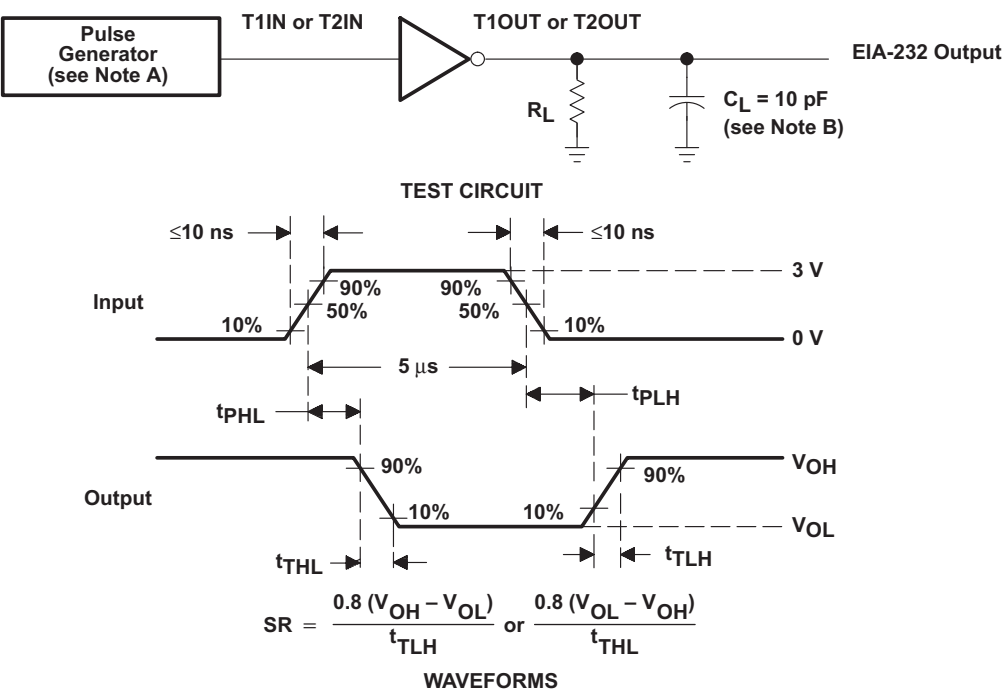 T1IN or T2IN
T1OUT or T2OUT
Pulse
Generator
(see Note A)
EIA-232 Output
RL
CL = 10 pF
(see Note B)
TEST CIRCUIT
≤10 ns
≤10 ns
3 V
90%
90%
Input
50%
50%
10%
10%
0 V
5 μs
tPHL
tPLH
VOH
90%
90%
Output
10%
10%
VOL
tTHL
tTLH
SR = 0.8 (VOH – VOL) / tTLH or 0.8 (VOL – VOH) / tTHL
WAVEFORMS